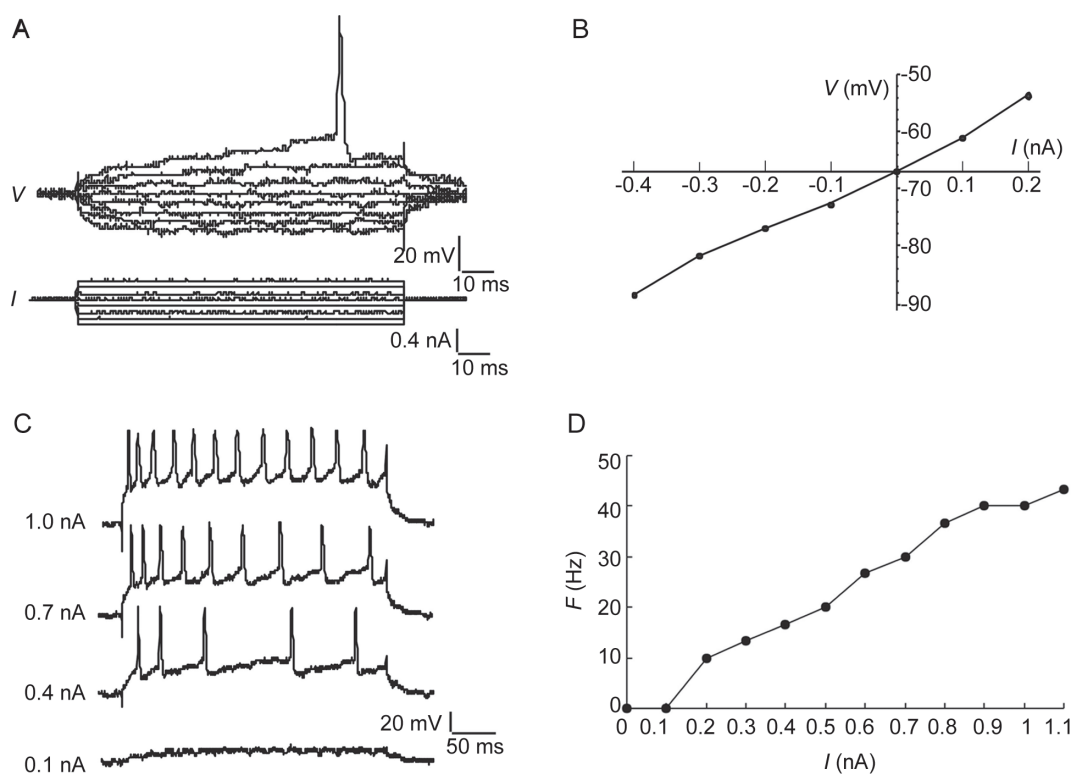 A
V
20 mV
10 ms
I
0.4 nA
10 ms
B
V (mV)
-50
-60
-70
-80
-90
I (nA)
-0.4 -0.3 -0.2 -0.1 0.1 0.2
C
1.0 nA
0.7 nA
0.4 nA
20 mV
50 ms
0.1 nA
D
F (Hz)
50
40
30
20
10
0
0 0.1 0.2 0.3 0.4 0.5 0.6 0.7 0.8 0.9 1 1.1
I (nA)